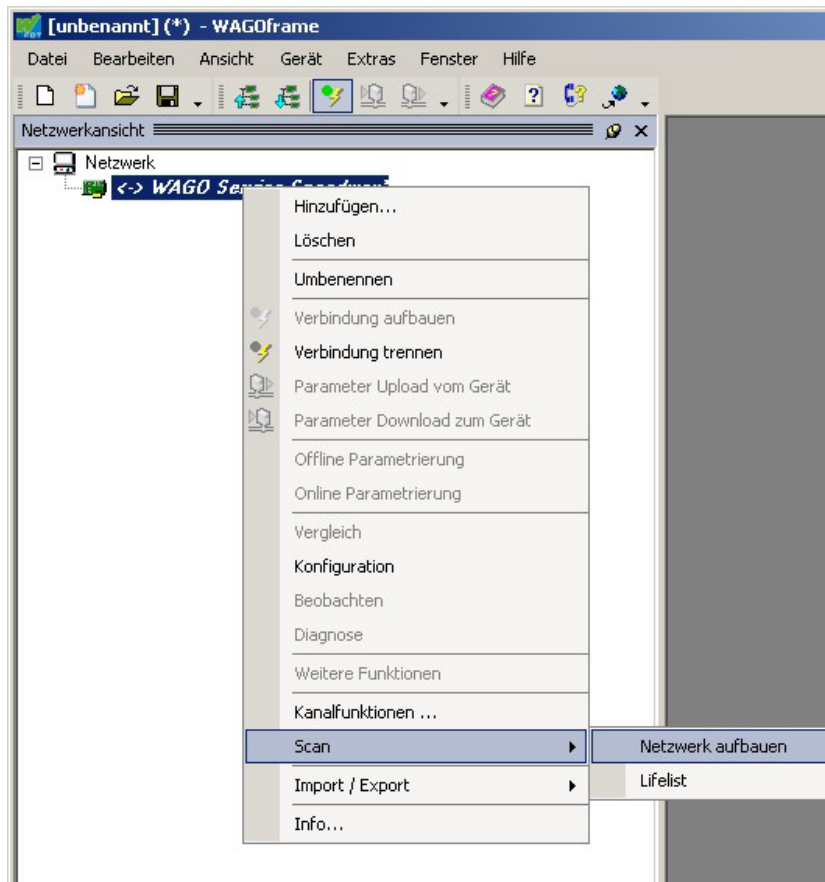 [unbenannt] (*) - WAGOframe
Datei Bearbeiten Ansicht Gerät Extras Fenster Hilfe
Netzwerkansicht
Netzwerk
<-> WAGO
Hinzufügen...
Löschen
Umbenennen
Verbindung aufbauen
Verbindung trennen
Parameter Upload vom Gerät
Parameter Download zum Gerät
Offline Parametrierung
Online Parametrierung
Vergleich
Konfiguration
Beobachten
Diagnose
Weitere Funktionen
Kanalfunktionen ...
Scan
Netzwerk aufbauen
Lifelist
Import / Export
Info...